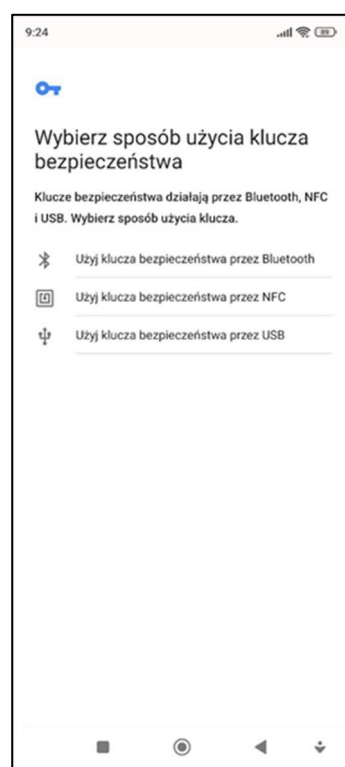 9:24
89
Wybierz sposób użycia klucza
bezpieczeństwa
Klucze bezpieczeństwa działają przez Bluetooth, NFC
i USB. Wybierz sposób użycia klucza.
Użyj klucza bezpieczeństwa przez Bluetooth
Użyj klucza bezpieczeństwa przez NFC
Użyj klucza bezpieczeństwa przez USB